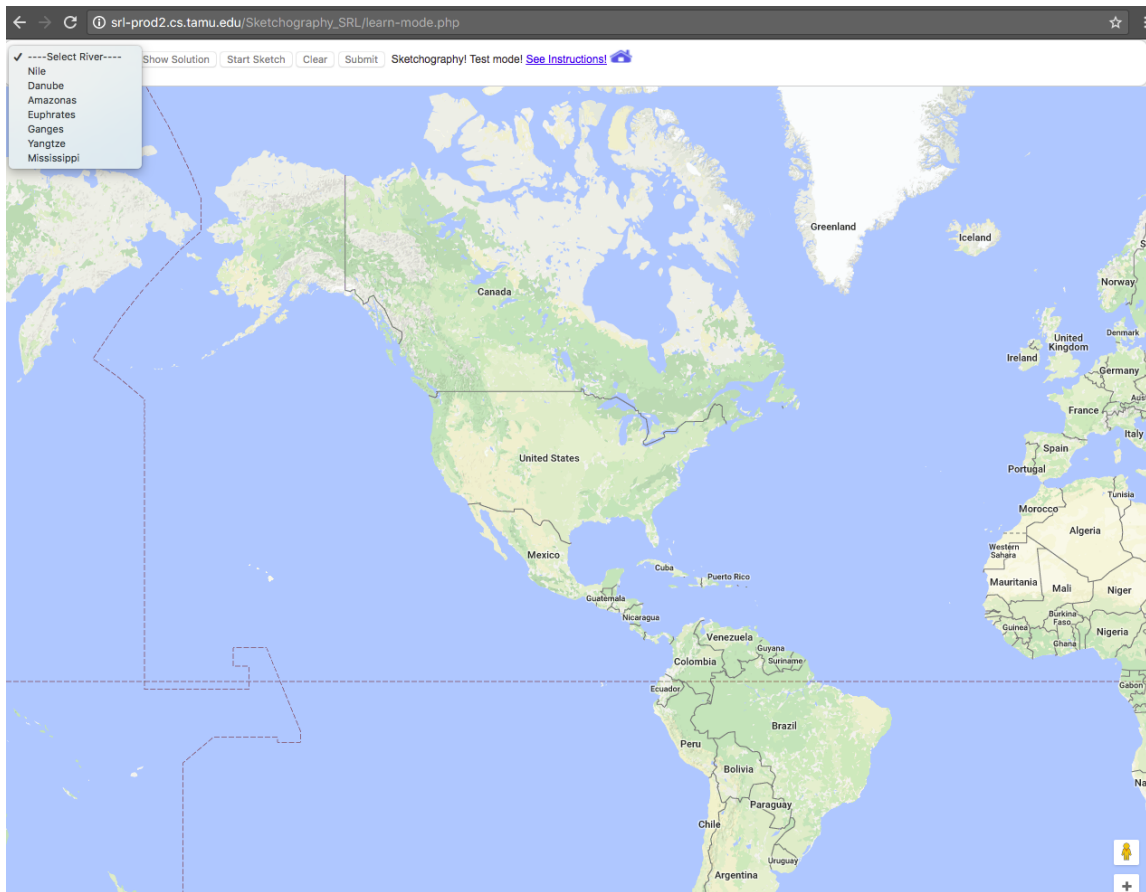 srl-prod2.cs.tamu.edu/Sketchography_SRL/learn-mode.php
----Select River----
Nile
Danube
Amazonas
Euphrates
Ganges
Yangtze
Mississippi
Show Solution
Start Sketch
Clear
Submit
Sketchography! Test mode! See Instructions!
Greenland
Iceland
Norway
Canada
United
Kingdom
Denmark
Ireland
Germany
Aus
France
Italy
United States
Spain
Portugal
Tunisia
Morocco
Algeria
Western
Sahara
Mexico
Cuba
Puerto Rico
Mauritania
Mali
Niger
Guatemala
Nicaragua
Burkina
Faso
Guinea
Ghana
Nigeria
Venezuela
Guyana
Suriname
Colombia
Ecuador
Gabon
Brazil
Peru
Bolivia
Na
Paraguay
Chile
Uruguay
Argentina